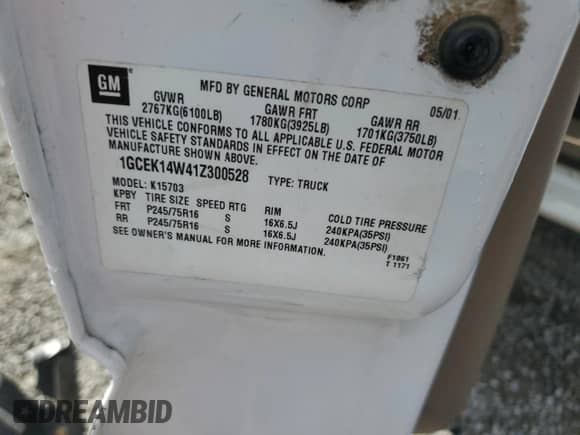 GM
MFD BY GENERAL MOTORS CORP 05/01
GVWR GAWR FRT GAWR RR
2767KG(6100LB) 1780KG(3925LB) 1701KG(3750LB)
THIS VEHICLE CONFORMS TO ALL APPLICABLE U.S. FEDERAL MOTOR
VEHICLE SAFETY STANDARDS IN EFFECT ON THE DATE OF
MANUFACTURE SHOWN ABOVE.
1GCEK14W41Z300528 TYPE: TRUCK
MODEL: K15703
KPBY TIRE SIZE SPEED RTG RIM COLD TIRE PRESSURE
FRT P245/75R16 S 16X6.5J 240KPA(35PSI)
RR P245/75R16 S 16X6.5J 240KPA(35PSI)
SEE OWNER'S MANUAL FOR MORE INFORMATION.
F1061
T 1171
DREAMBID